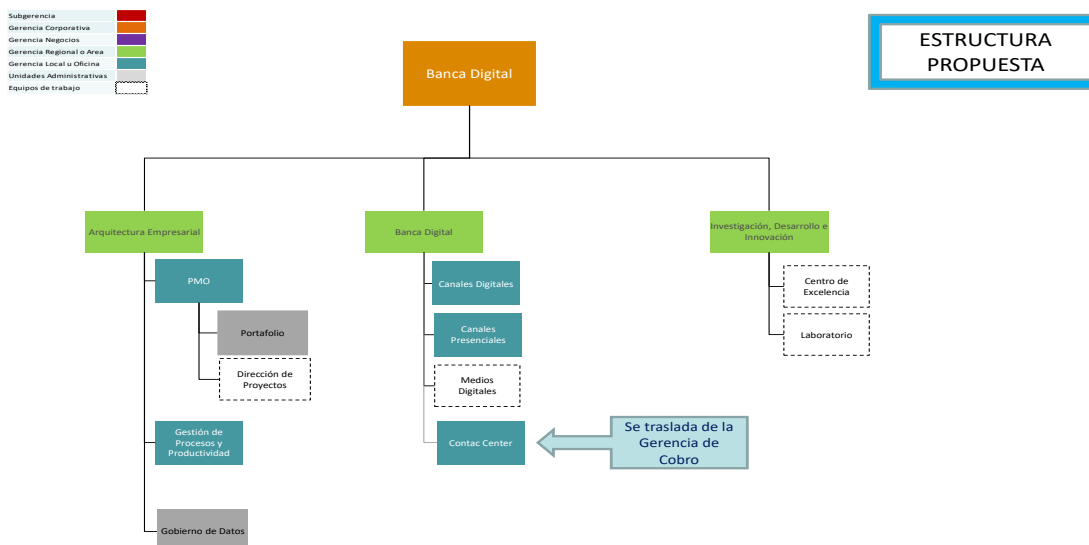 Subgerencia
Gerencia Corporativa
Gerencia Negocios
Gerencia Regional o Area
Gerencia Local u Oficina
Unidades Administrativas
Equipos de trabajo
ESTRUCTURA
PROPUESTA
Banca Digital
Arquitectura Empresarial
Banca Digital
Investigación, Desarrollo e
Innovación
PMO
Portafolio
Dirección de
Proyectos
Gestión de
Procesos y
Productividad
Gobierno de Datos
Canales Digitales
Canales
Presenciales
Medios
Digitales
Contac Center
Se traslada de la
Gerencia de
Cobro
Centro de
Excelencia
Laboratorio